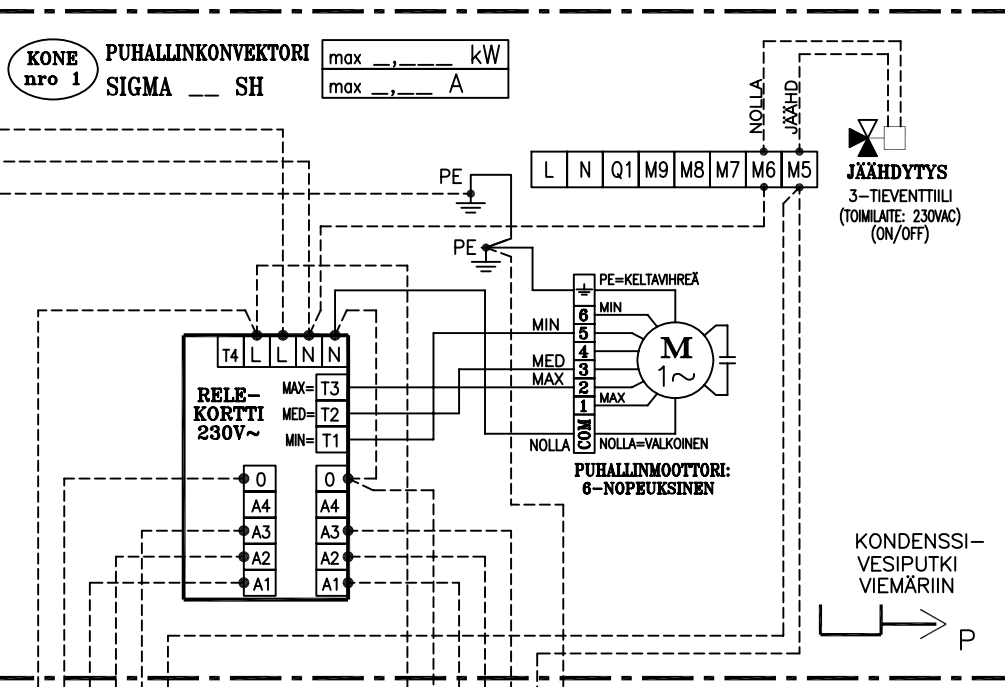 KONE
nro 1
PUHALLINKONVEKTORI
SIGMA __ SH
max __,___ kW
max __,__ A
NOLLA
JÄÄHD
L N Q1 M9 M8 M7 M6 M5
JÄÄHDYTYS
3-TIEVENTTIILI
(TOIMILAITE: 230VAC)
(ON/OFF)
PE
PE
PE=KELTAVIHREÄ
6 MIN
MIN 5
4
MED 3
MAX 2
1 MAX
NOLLA COM NOLLA=VALKOINEN
M
1~
PUHALLINMOOTTORI:
6-NOPEUKSINEN
T4 L L N N
RELE-
KORTTI
230V~
MAX= T3
MED= T2
MIN= T1
0 0
A4 A4
A3 A3
A2 A2
A1 A1
KONDENSSI-
VESIPUTKI
VIEMÄRIIN
P